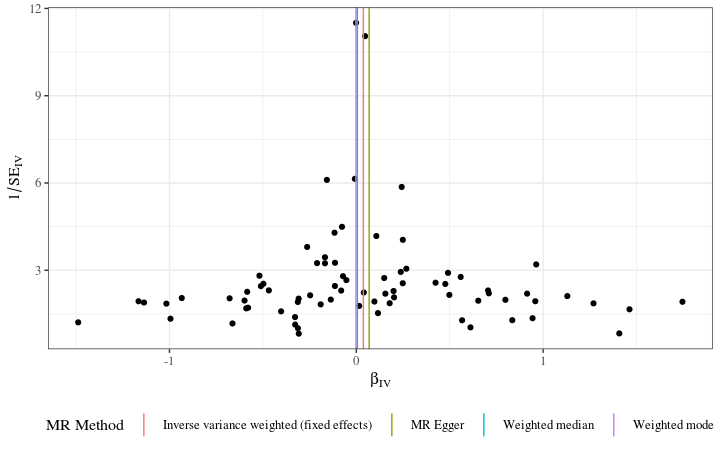 12
9
6
3
1/SE_IV
-1
0
1
β_IV
MR Method Inverse variance weighted (fixed effects) MR Egger Weighted median Weighted mode